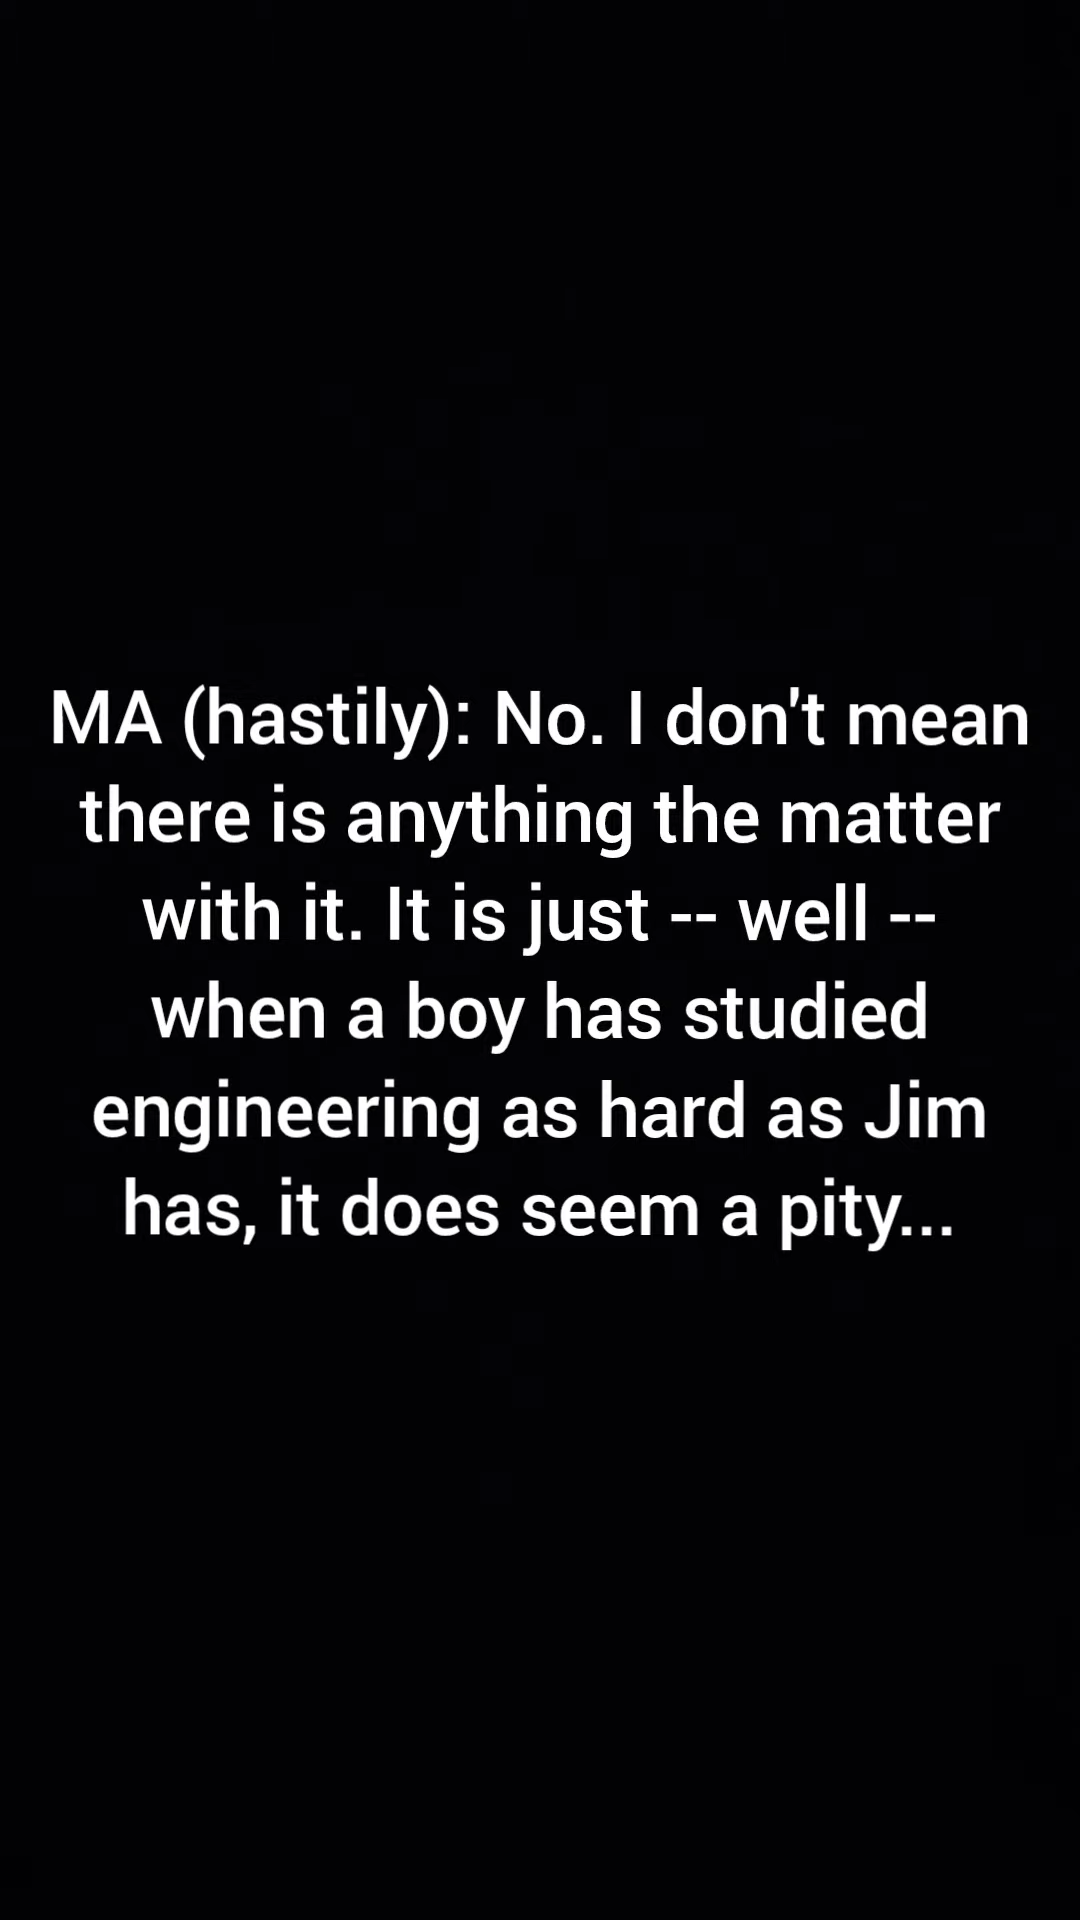 MA (hastily): No. I don't mean
there is anything the matter
with it. It is just -- well --
when a boy has studied
engineering as hard as Jim
has, it does seem a pity...